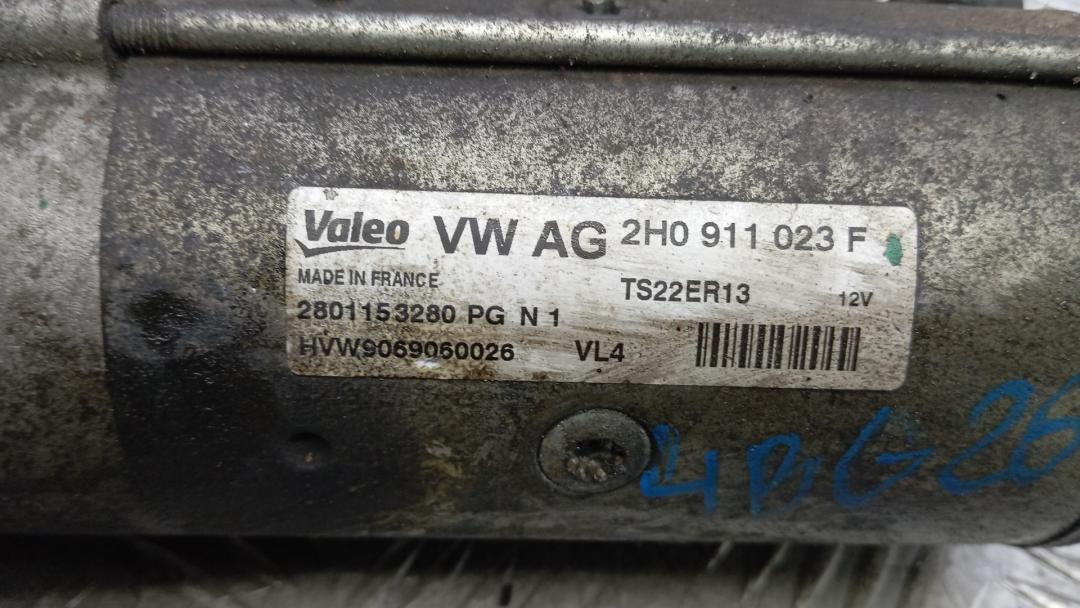 Valeo VW AG 2H0 911 023 F
MADE IN FRANCE TS22ER13 12V
2801153280 PG N 1
HVW9069060026 VL4